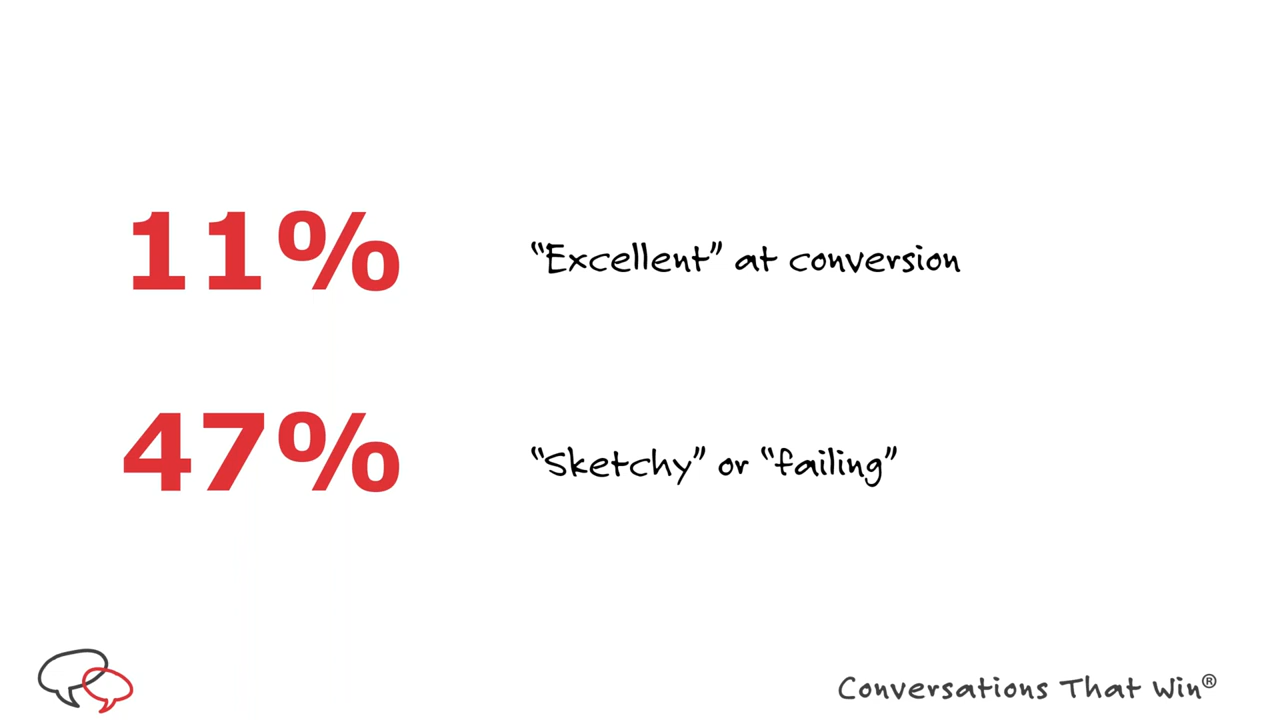 11% “Excellent” at conversion
47% “Sketchy” or “failing”
Conversations That Win®